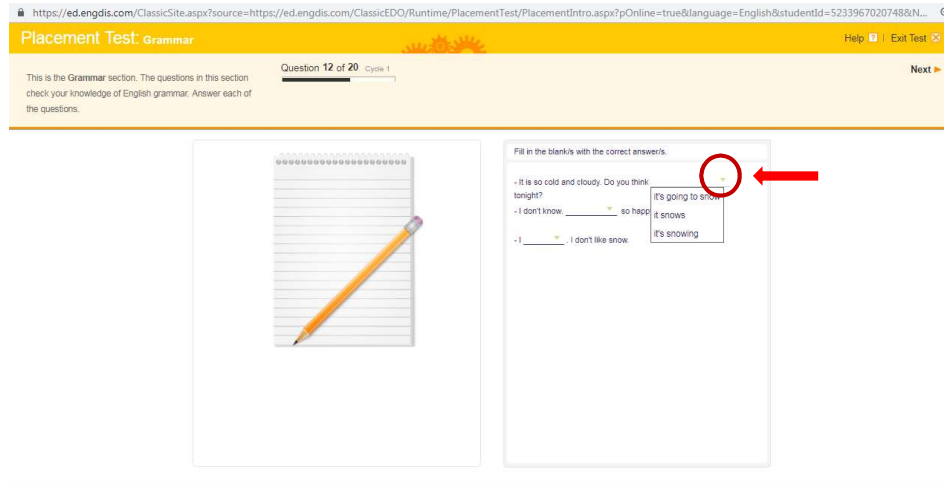 https://ed.engdis.com/ClassicSite.aspx?source=https://ed.engdis.com/ClassicEDO/Runtime/PlacementTest/PlacementIntro.aspx?pOnline=true&language=English&studentId=5233967020748&N...
Placement Test: Grammar
Help ? | Exit Test
This is the Grammar section. The questions in this section
check your knowledge of English grammar. Answer each of
the questions.
Question 12 of 20 Cycle 1
Next
Fill in the blank/s with the correct answer/s.
- It is so cold and cloudy. Do you think
tonight?
- I don't know. ________ so happ
- I ________ . I don't like snow.
it's going to snow
it snows
it's snowing